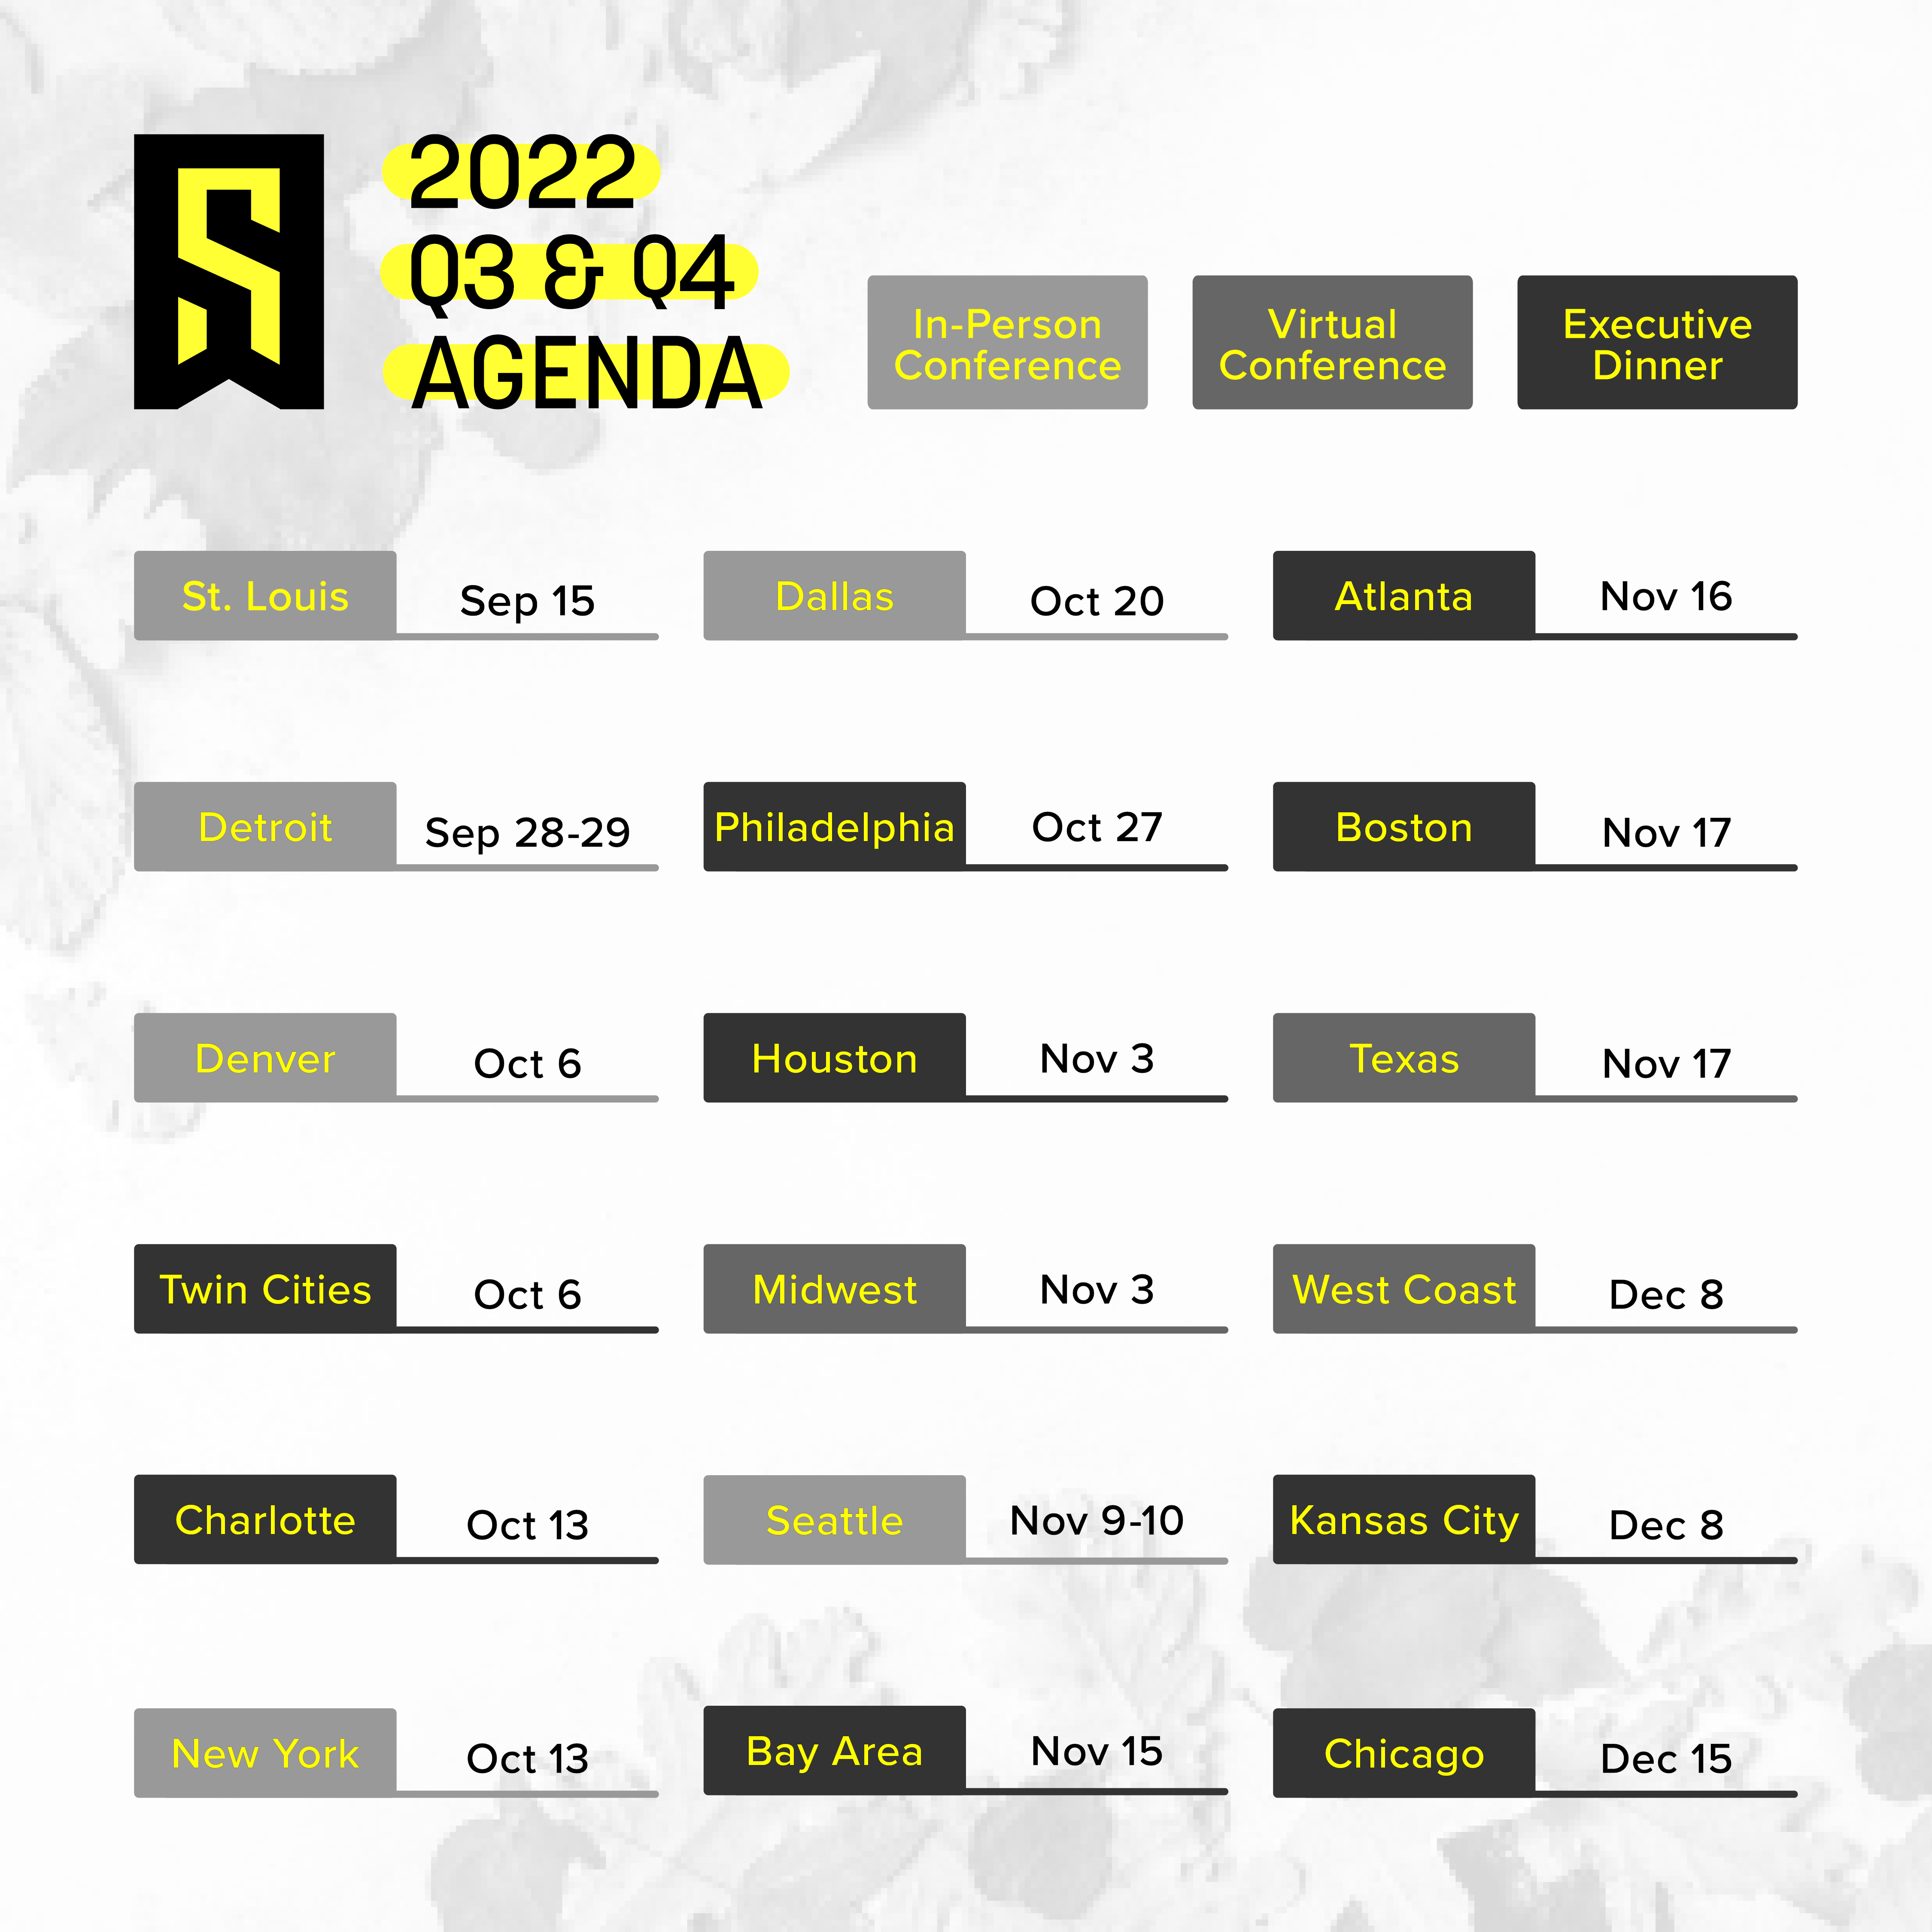 2022
Q3 & Q4
AGENDA
In-Person
Conference
Virtual
Conference
Executive
Dinner
St. Louis Sep 15
Detroit Sep 28-29
Denver Oct 6
Twin Cities Oct 6
Charlotte Oct 13
New York Oct 13
Dallas Oct 20
Philadelphia Oct 27
Houston Nov 3
Midwest Nov 3
Seattle Nov 9-10
Bay Area Nov 15
Atlanta Nov 16
Boston Nov 17
Texas Nov 17
West Coast Dec 8
Kansas City Dec 8
Chicago Dec 15